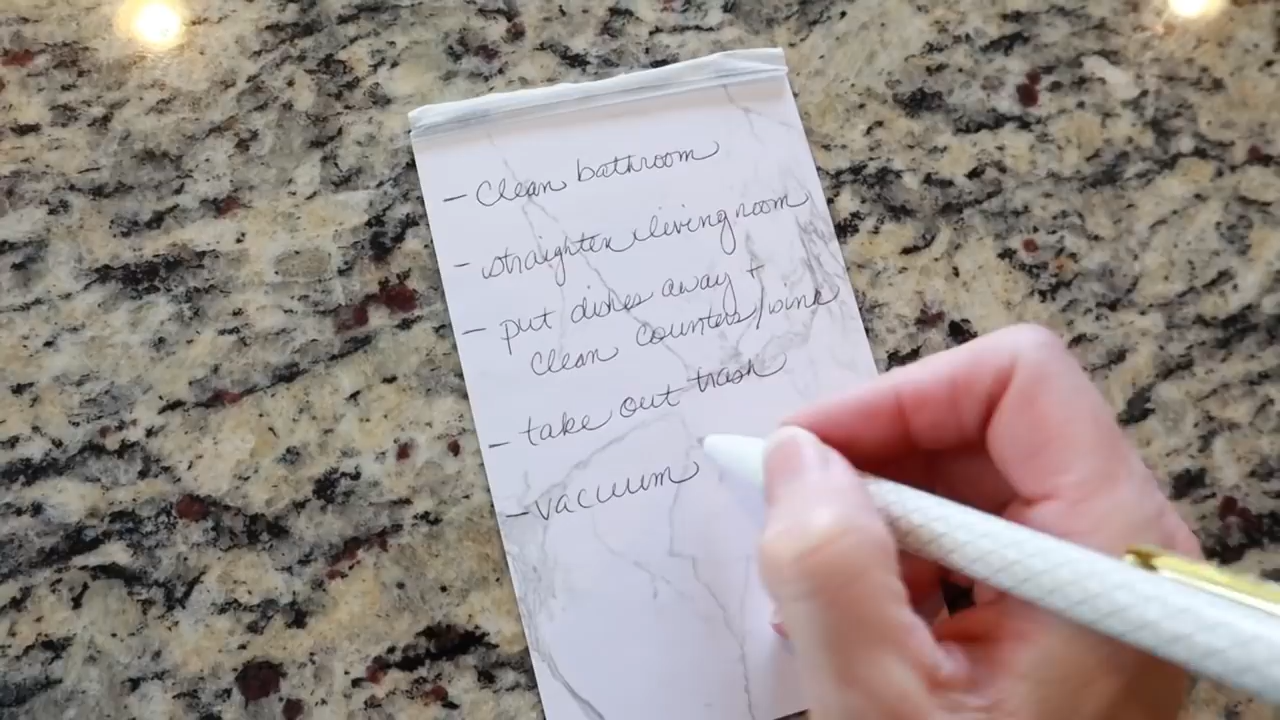 - Clean bathroom
- straighten living room
- put dishes away +
clean counters/sink
- take out trash
- vacuum